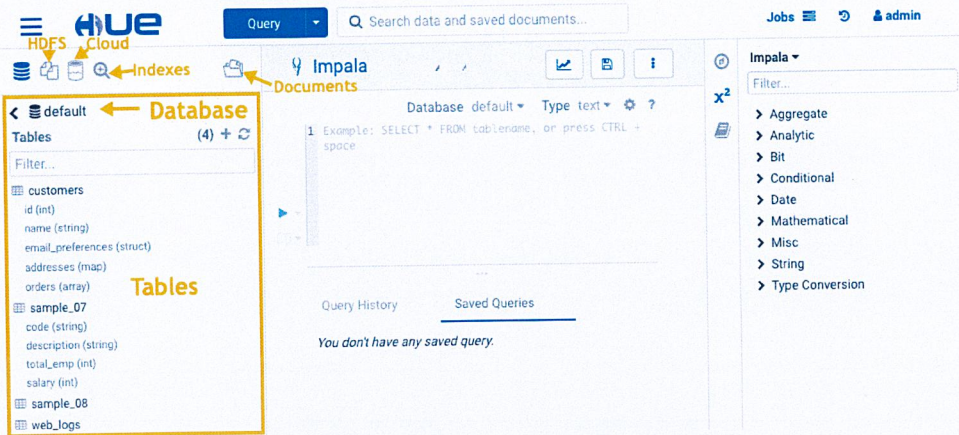 HUE
Query
Search data and saved documents...
Jobs
admin
HDFS
Cloud
Indexes
Documents
default
Database
Tables
(4)
Filter...
customers
id (int)
name (string)
email_preferences (struct)
addresses (map)
orders (array)
Tables
sample_07
code (string)
description (string)
total_emp (int)
salary (int)
sample_08
web_logs
Impala
Database default Type text ?
1 Example: SELECT * FROM tablename, or press CTRL +
space
Query History
Saved Queries
You don't have any saved query.
x²
Impala
Filter...
Aggregate
Analytic
Bit
Conditional
Date
Mathematical
Misc
String
Type Conversion